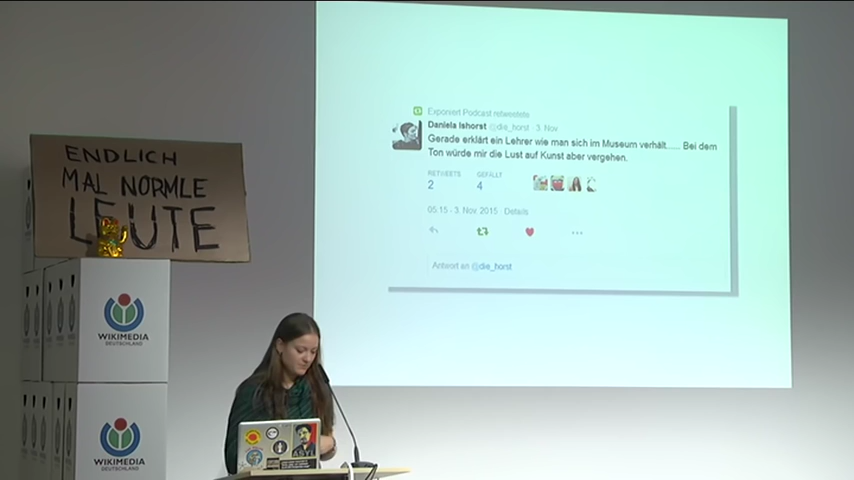 ENDLICH
MAL NORMLE
LEUTE
WIKIMEDIA
DEUTSCHLAND
WIKIMEDIA
DEUTSCHLAND
Exponiert Podcast retweetete
Daniela Ishorst @die_horst · 3. Nov
Gerade erklärt ein Lehrer wie man sich im Museum verhält...... Bei dem
Ton würde mir die Lust auf Kunst aber vergehen.
RETWEETS GEFÄLLT
2 4
05:15 - 3. Nov. 2015 · Details
Antwort an @die_horst